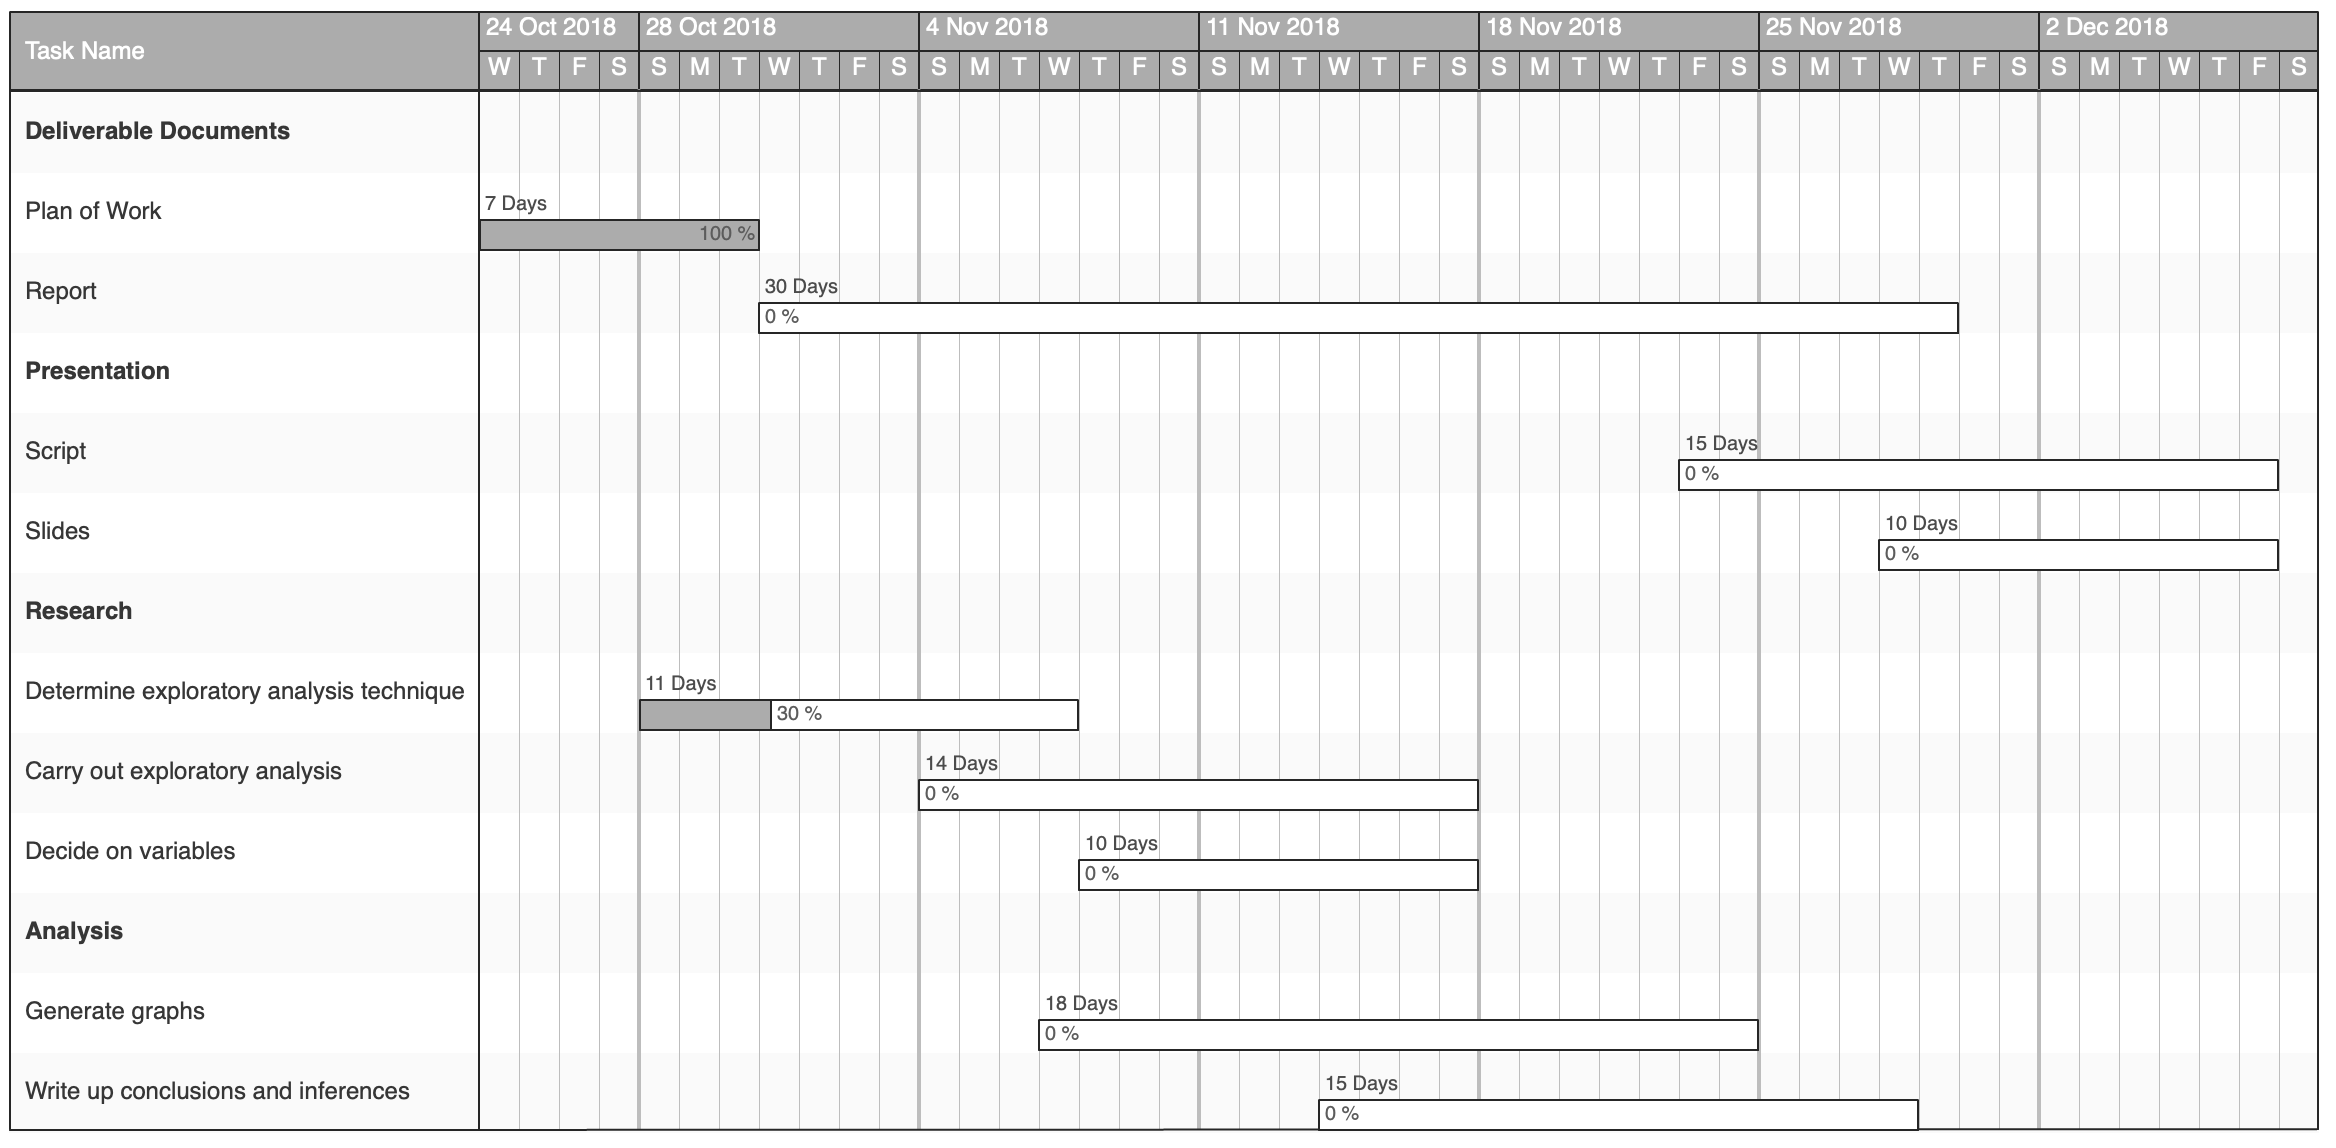 Task Name
24 Oct 2018 28 Oct 2018 4 Nov 2018 11 Nov 2018 18 Nov 2018 25 Nov 2018 2 Dec 2018
W T F S S M T W T F S S M T W T F S S M T W T F S S M T W T F S S M T W T F S S M T W T F S
Deliverable Documents
Plan of Work
7 Days
100 %
Report
30 Days
0 %
Presentation
Script
15 Days
0 %
Slides
10 Days
0 %
Research
Determine exploratory analysis technique
11 Days
30 %
Carry out exploratory analysis
14 Days
0 %
Decide on variables
10 Days
0 %
Analysis
Generate graphs
18 Days
0 %
Write up conclusions and inferences
15 Days
0 %